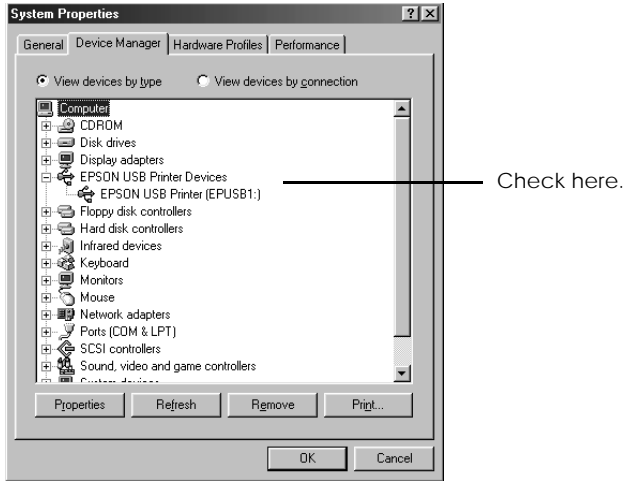 System Properties
General Device Manager Hardware Profiles Performance
View devices by type View devices by connection
Computer
CDROM
Disk drives
Display adapters
EPSON USB Printer Devices
EPSON USB Printer (EPUSB1:)
Check here.
Floppy disk controllers
Hard disk controllers
Infrared devices
Keyboard
Monitors
Mouse
Network adapters
Ports (COM & LPT)
SCSI controllers
Sound, video and game controllers
Properties Refresh Remove Print...
OK Cancel